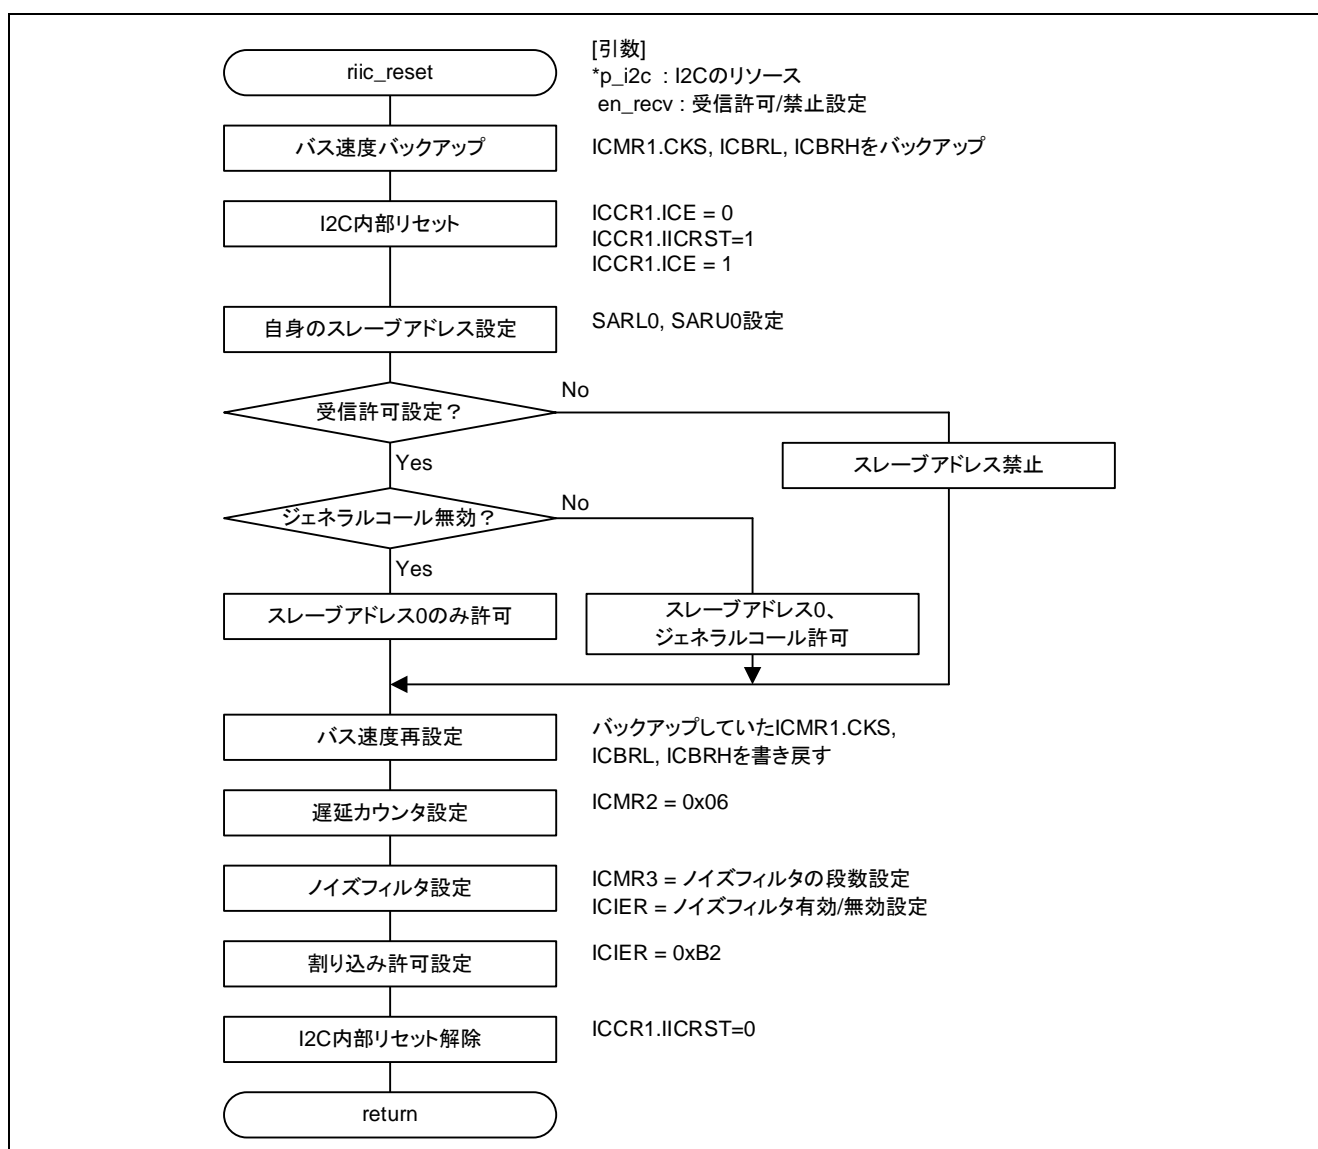 riic_reset
[引数]
*p_i2c : I2Cのリソース
en_recv : 受信許可/禁止設定
バス速度バックアップ
ICMR1.CKS, ICBRL, ICBRHをバックアップ
I2C内部リセット
ICCR1.ICE = 0
ICCR1.IICRST=1
ICCR1.ICE = 1
自身のスレーブアドレス設定
SARL0, SARU0設定
受信許可設定？
No
Yes
スレーブアドレス禁止
ジェネラルコール無効？
No
Yes
スレーブアドレス0のみ許可
スレーブアドレス0、
ジェネラルコール許可
バス速度再設定
バックアップしていたICMR1.CKS,
ICBRL, ICBRHを書き戻す
遅延カウンタ設定
ICMR2 = 0x06
ノイズフィルタ設定
ICMR3 = ノイズフィルタの段数設定
ICIER = ノイズフィルタ有効/無効設定
割り込み許可設定
ICIER = 0xB2
I2C内部リセット解除
ICCR1.IICRST=0
return